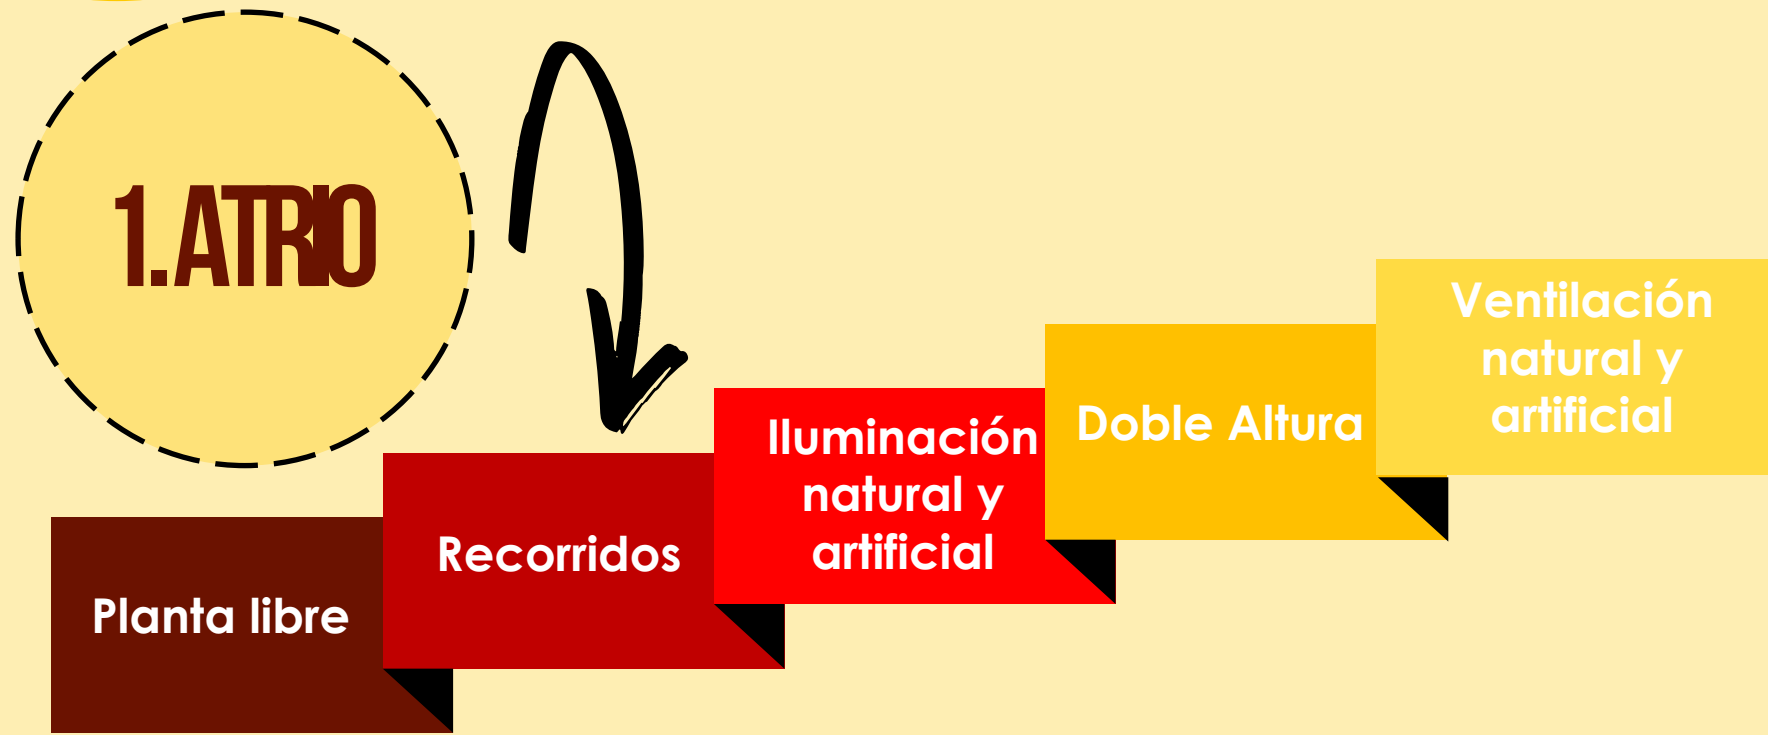 1. ATRIO
Planta libre
Recorridos
Iluminación
natural y
artificial
Doble Altura
Ventilación
natural y
artificial